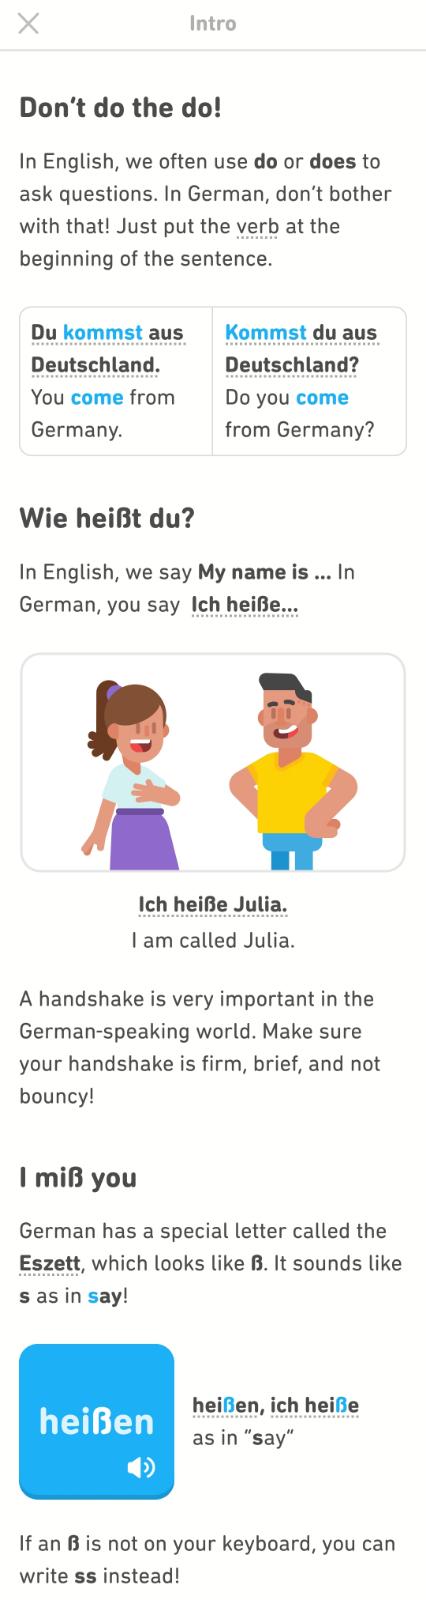 Intro
Don't do the do!
In English, we often use do or does to
ask questions. In German, don't bother
with that! Just put the verb at the
beginning of the sentence.
Du kommst aus
Deutschland.
You come from
Germany.
Kommst du aus
Deutschland?
Do you come
from Germany?
Wie heißt du?
In English, we say My name is ... In
German, you say Ich heiße...
Ich heiße Julia.
I am called Julia.
A handshake is very important in the
German-speaking world. Make sure
your handshake is firm, brief, and not
bouncy!
I miß you
German has a special letter called the
Eszett, which looks like ß. It sounds like
s as in say!
heißen
heißen, ich heiße
as in "say"
If an ß is not on your keyboard, you can
write ss instead!